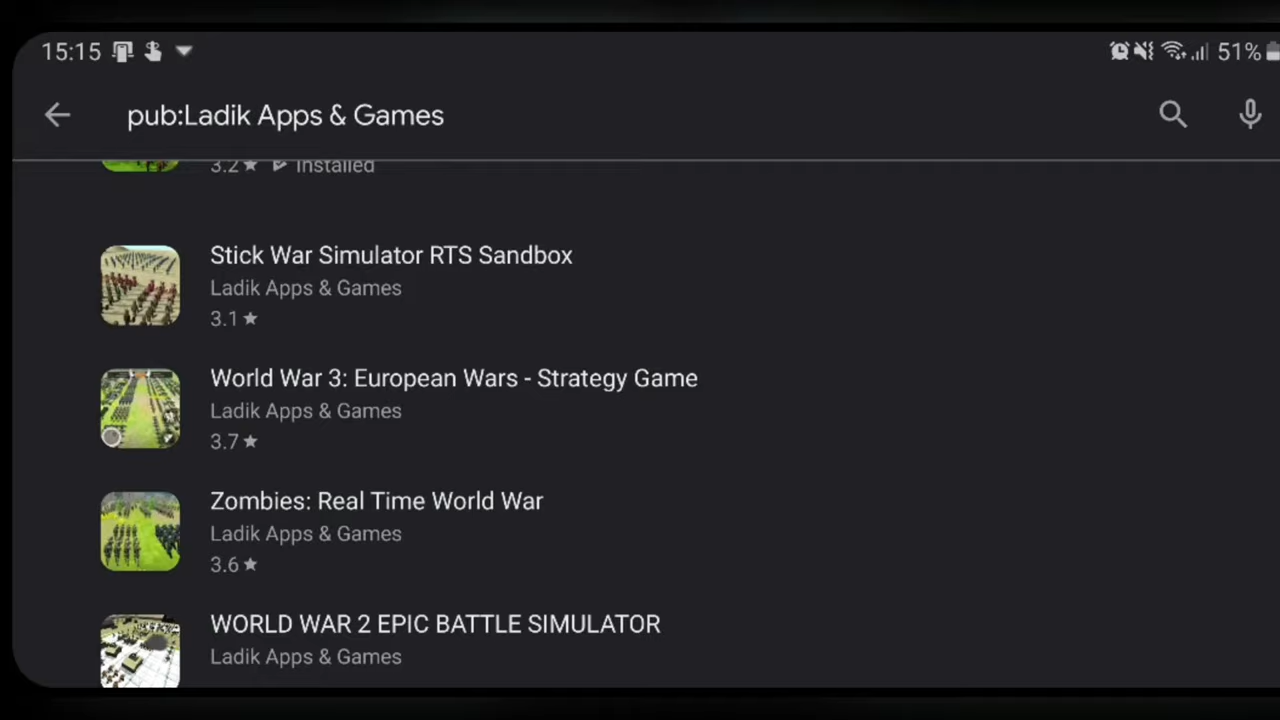 15:15 51%
pub:Ladik Apps & Games
3.2★ Installed
Stick War Simulator RTS Sandbox
Ladik Apps & Games
3.1★
World War 3: European Wars - Strategy Game
Ladik Apps & Games
3.7★
Zombies: Real Time World War
Ladik Apps & Games
3.6★
WORLD WAR 2 EPIC BATTLE SIMULATOR
Ladik Apps & Games